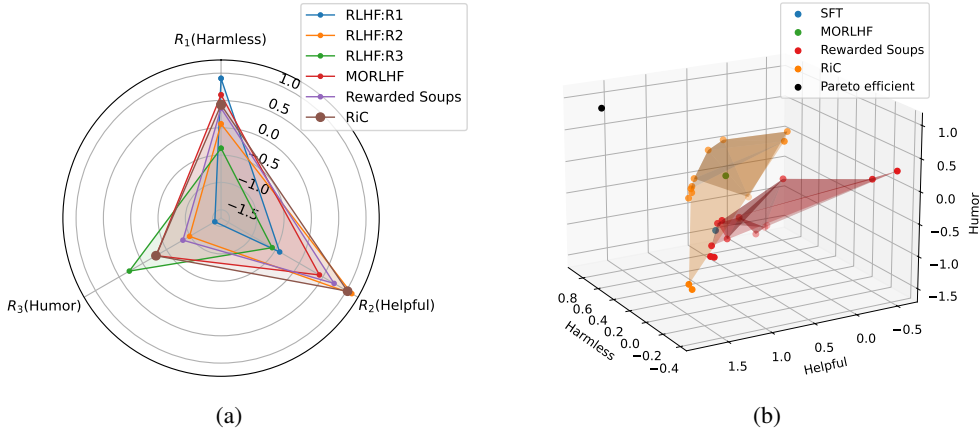 R₁(Harmless)
RLHF:R1
RLHF:R2
RLHF:R3
MORLHF
Rewarded Soups
RiC
1.0
0.5
0.0
−0.5
−1.0
−1.5
R₃(Humor)
R₂(Helpful)
(a)
SFT
MORLHF
Rewarded Soups
RiC
Pareto efficient
1.0
0.5
0.0
−0.5
−1.0
−1.5
Humor
0.8
0.6
0.4
0.2
0.0
−0.2
−0.4
Harmless
1.5
1.0
0.5
0.0
−0.5
Helpful
(b)